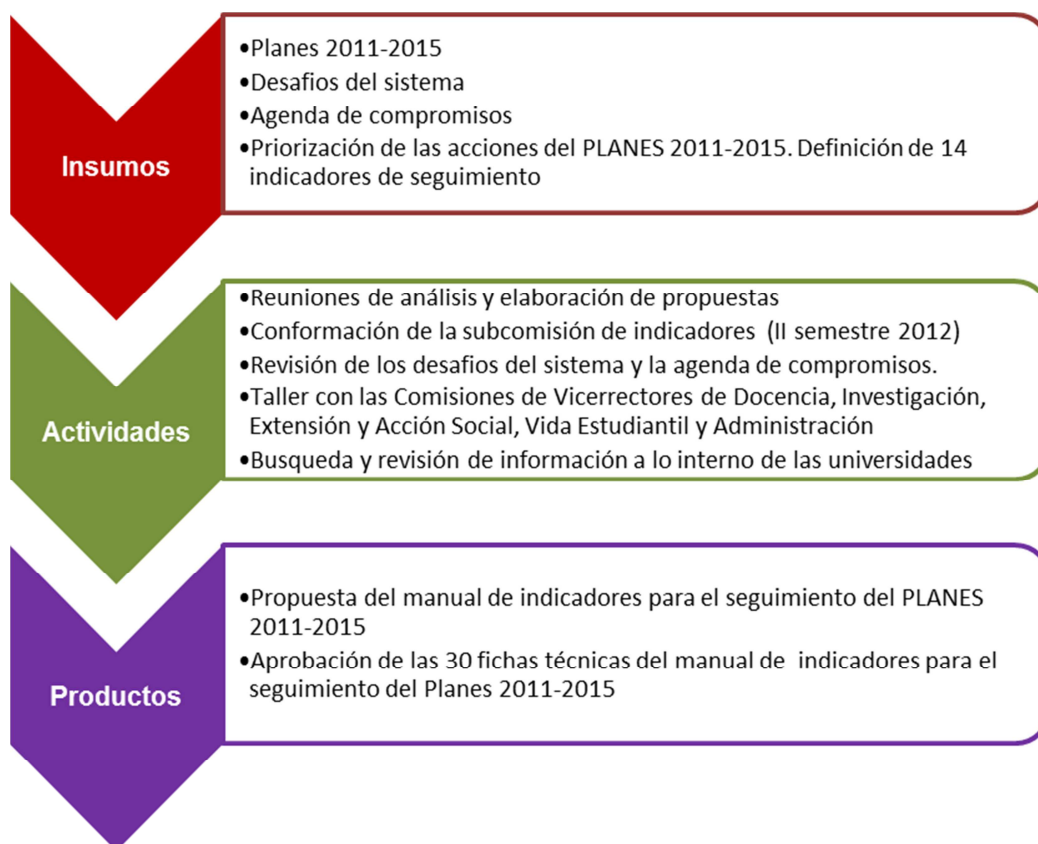 Insumos
•Planes 2011-2015
•Desafios del sistema
•Agenda de compromisos
•Priorización de las acciones del PLANES 2011-2015. Definición de 14
indicadores de seguimiento
Actividades
•Reuniones de análisis y elaboración de propuestas
•Conformación de la subcomisión de indicadores (II semestre 2012)
•Revisión de los desafios del sistema y la agenda de compromisos.
•Taller con las Comisiones de Vicerrectores de Docencia, Investigación,
Extensión y Acción Social, Vida Estudiantil y Administración
•Busqueda y revisión de información a lo interno de las universidades
Productos
•Propuesta del manual de indicadores para el seguimiento del PLANES
2011-2015
•Aprobación de las 30 fichas técnicas del manual de indicadores para el
seguimiento del Planes 2011-2015